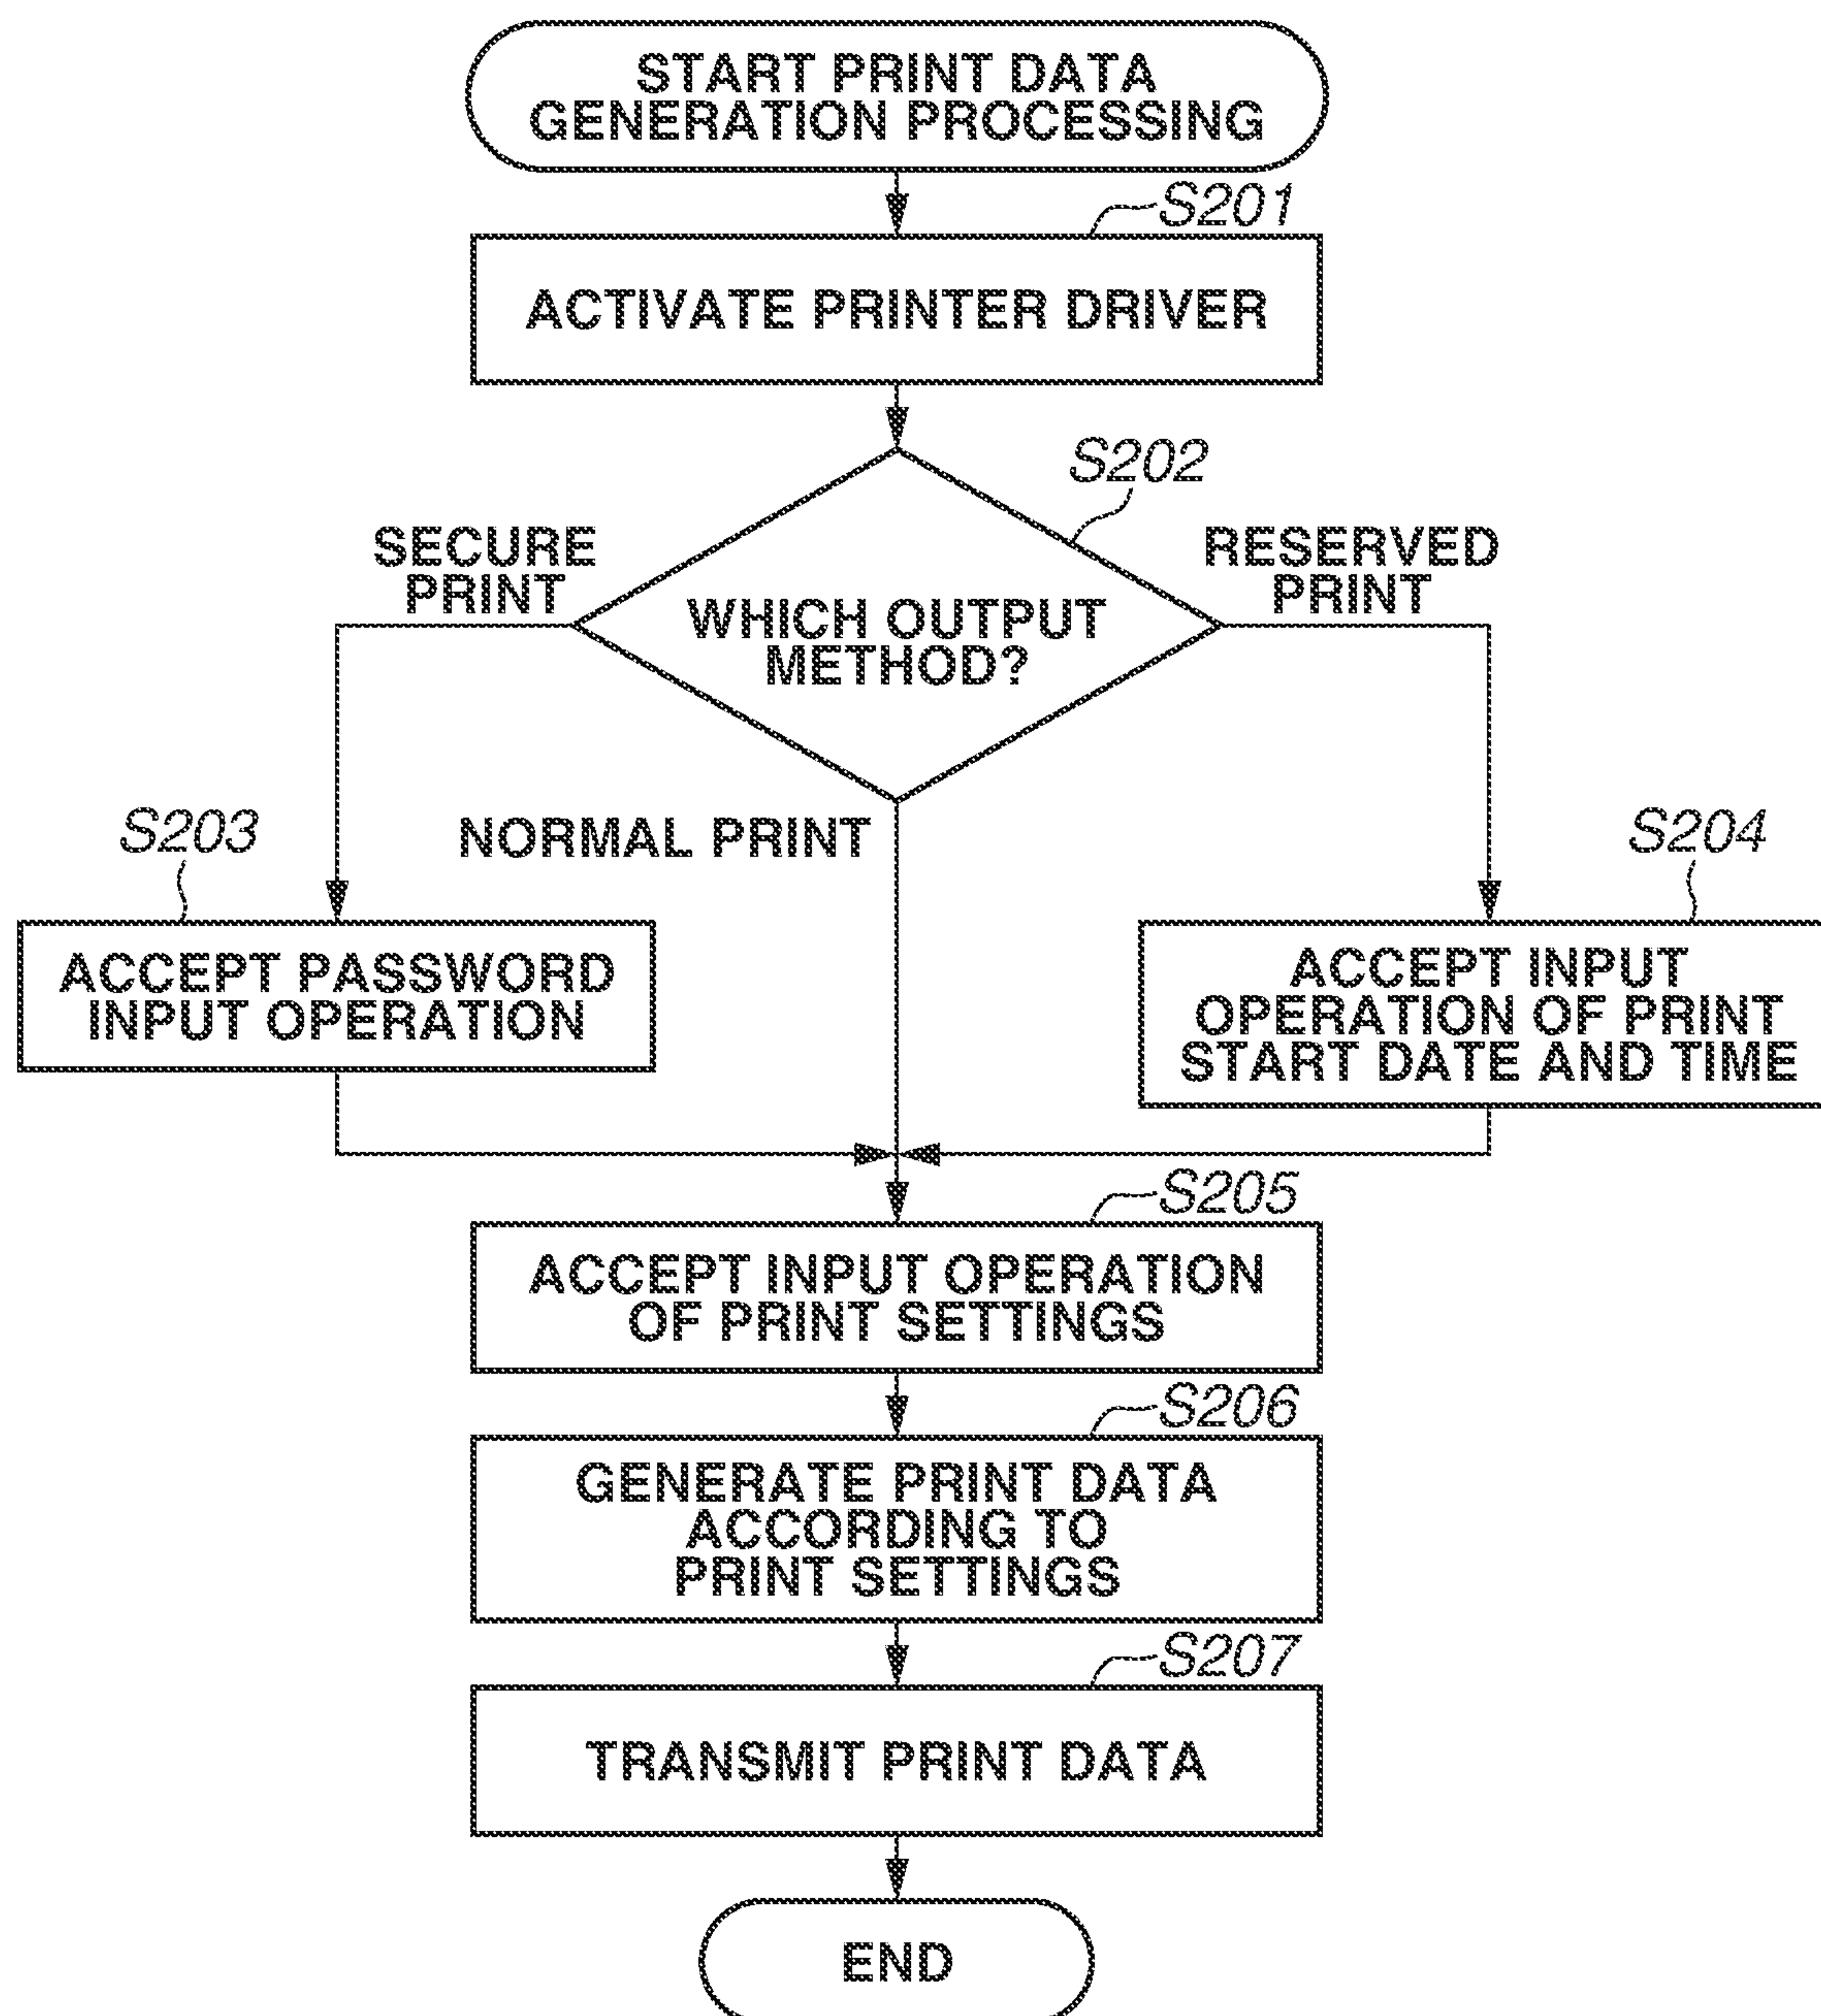 START PRINT DATA
GENERATION PROCESSING
S201
ACTIVATE PRINTER DRIVER
S202
SECURE
PRINT
RESERVED
PRINT
WHICH OUTPUT
METHOD?
NORMAL PRINT
S203
S204
ACCEPT PASSWORD
INPUT OPERATION
ACCEPT INPUT
OPERATION OF PRINT
START DATE AND TIME
S205
ACCEPT INPUT OPERATION
OF PRINT SETTINGS
S206
GENERATE PRINT DATA
ACCORDING TO
PRINT SETTINGS
S207
TRANSMIT PRINT DATA
END